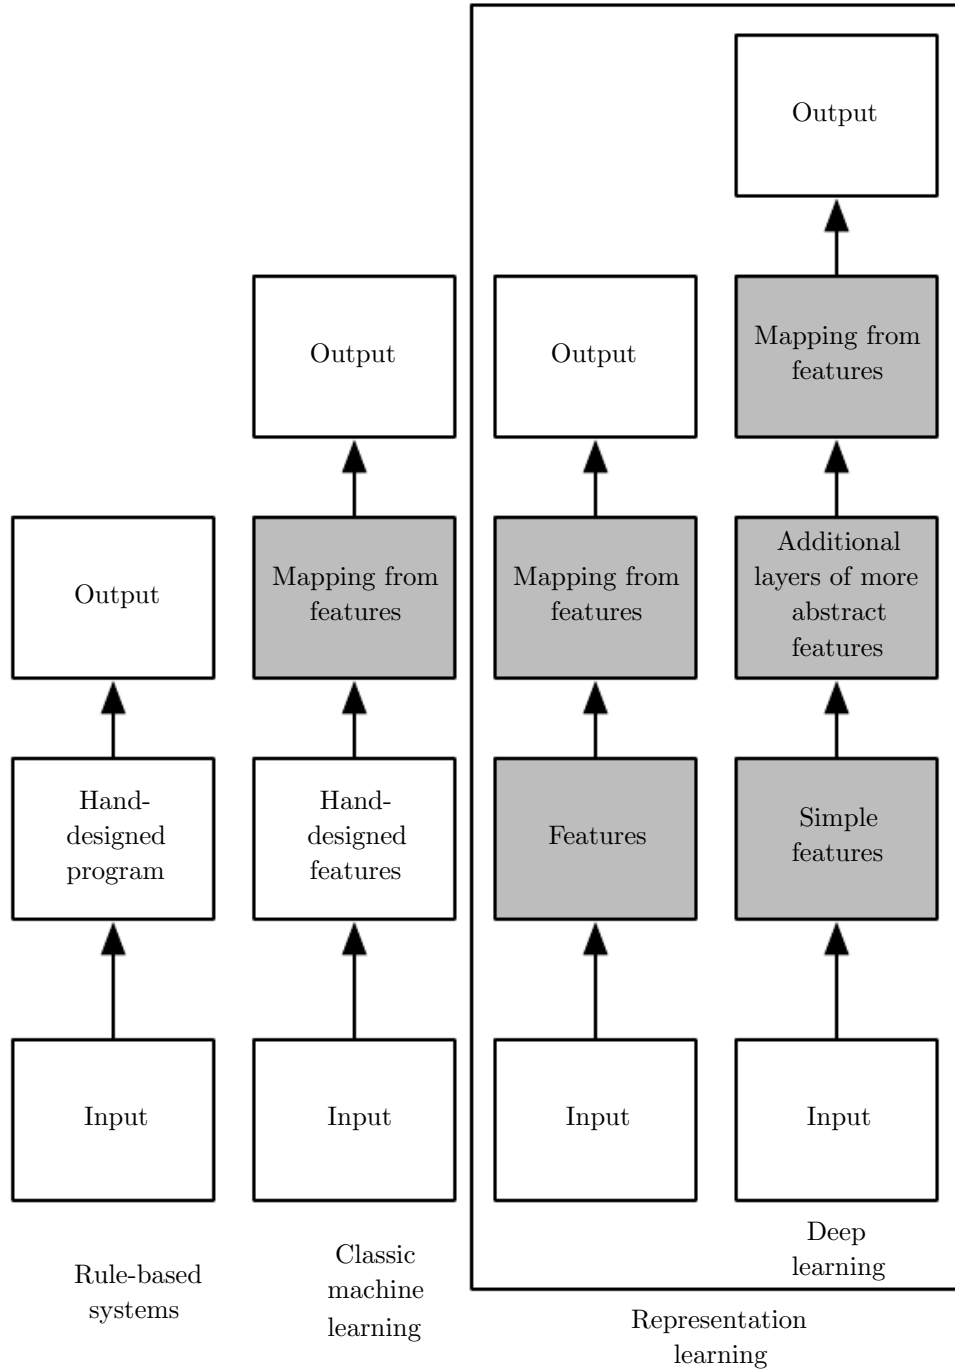 Output
Output
Output
Mapping from
features
Output
Mapping from
features
Mapping from
features
Additional
layers of more
abstract
features
Hand-
designed
program
Hand-
designed
features
Features
Simple
features
Input
Input
Input
Input
Rule-based
systems
Classic
machine
learning
Deep
learning
Representation
learning